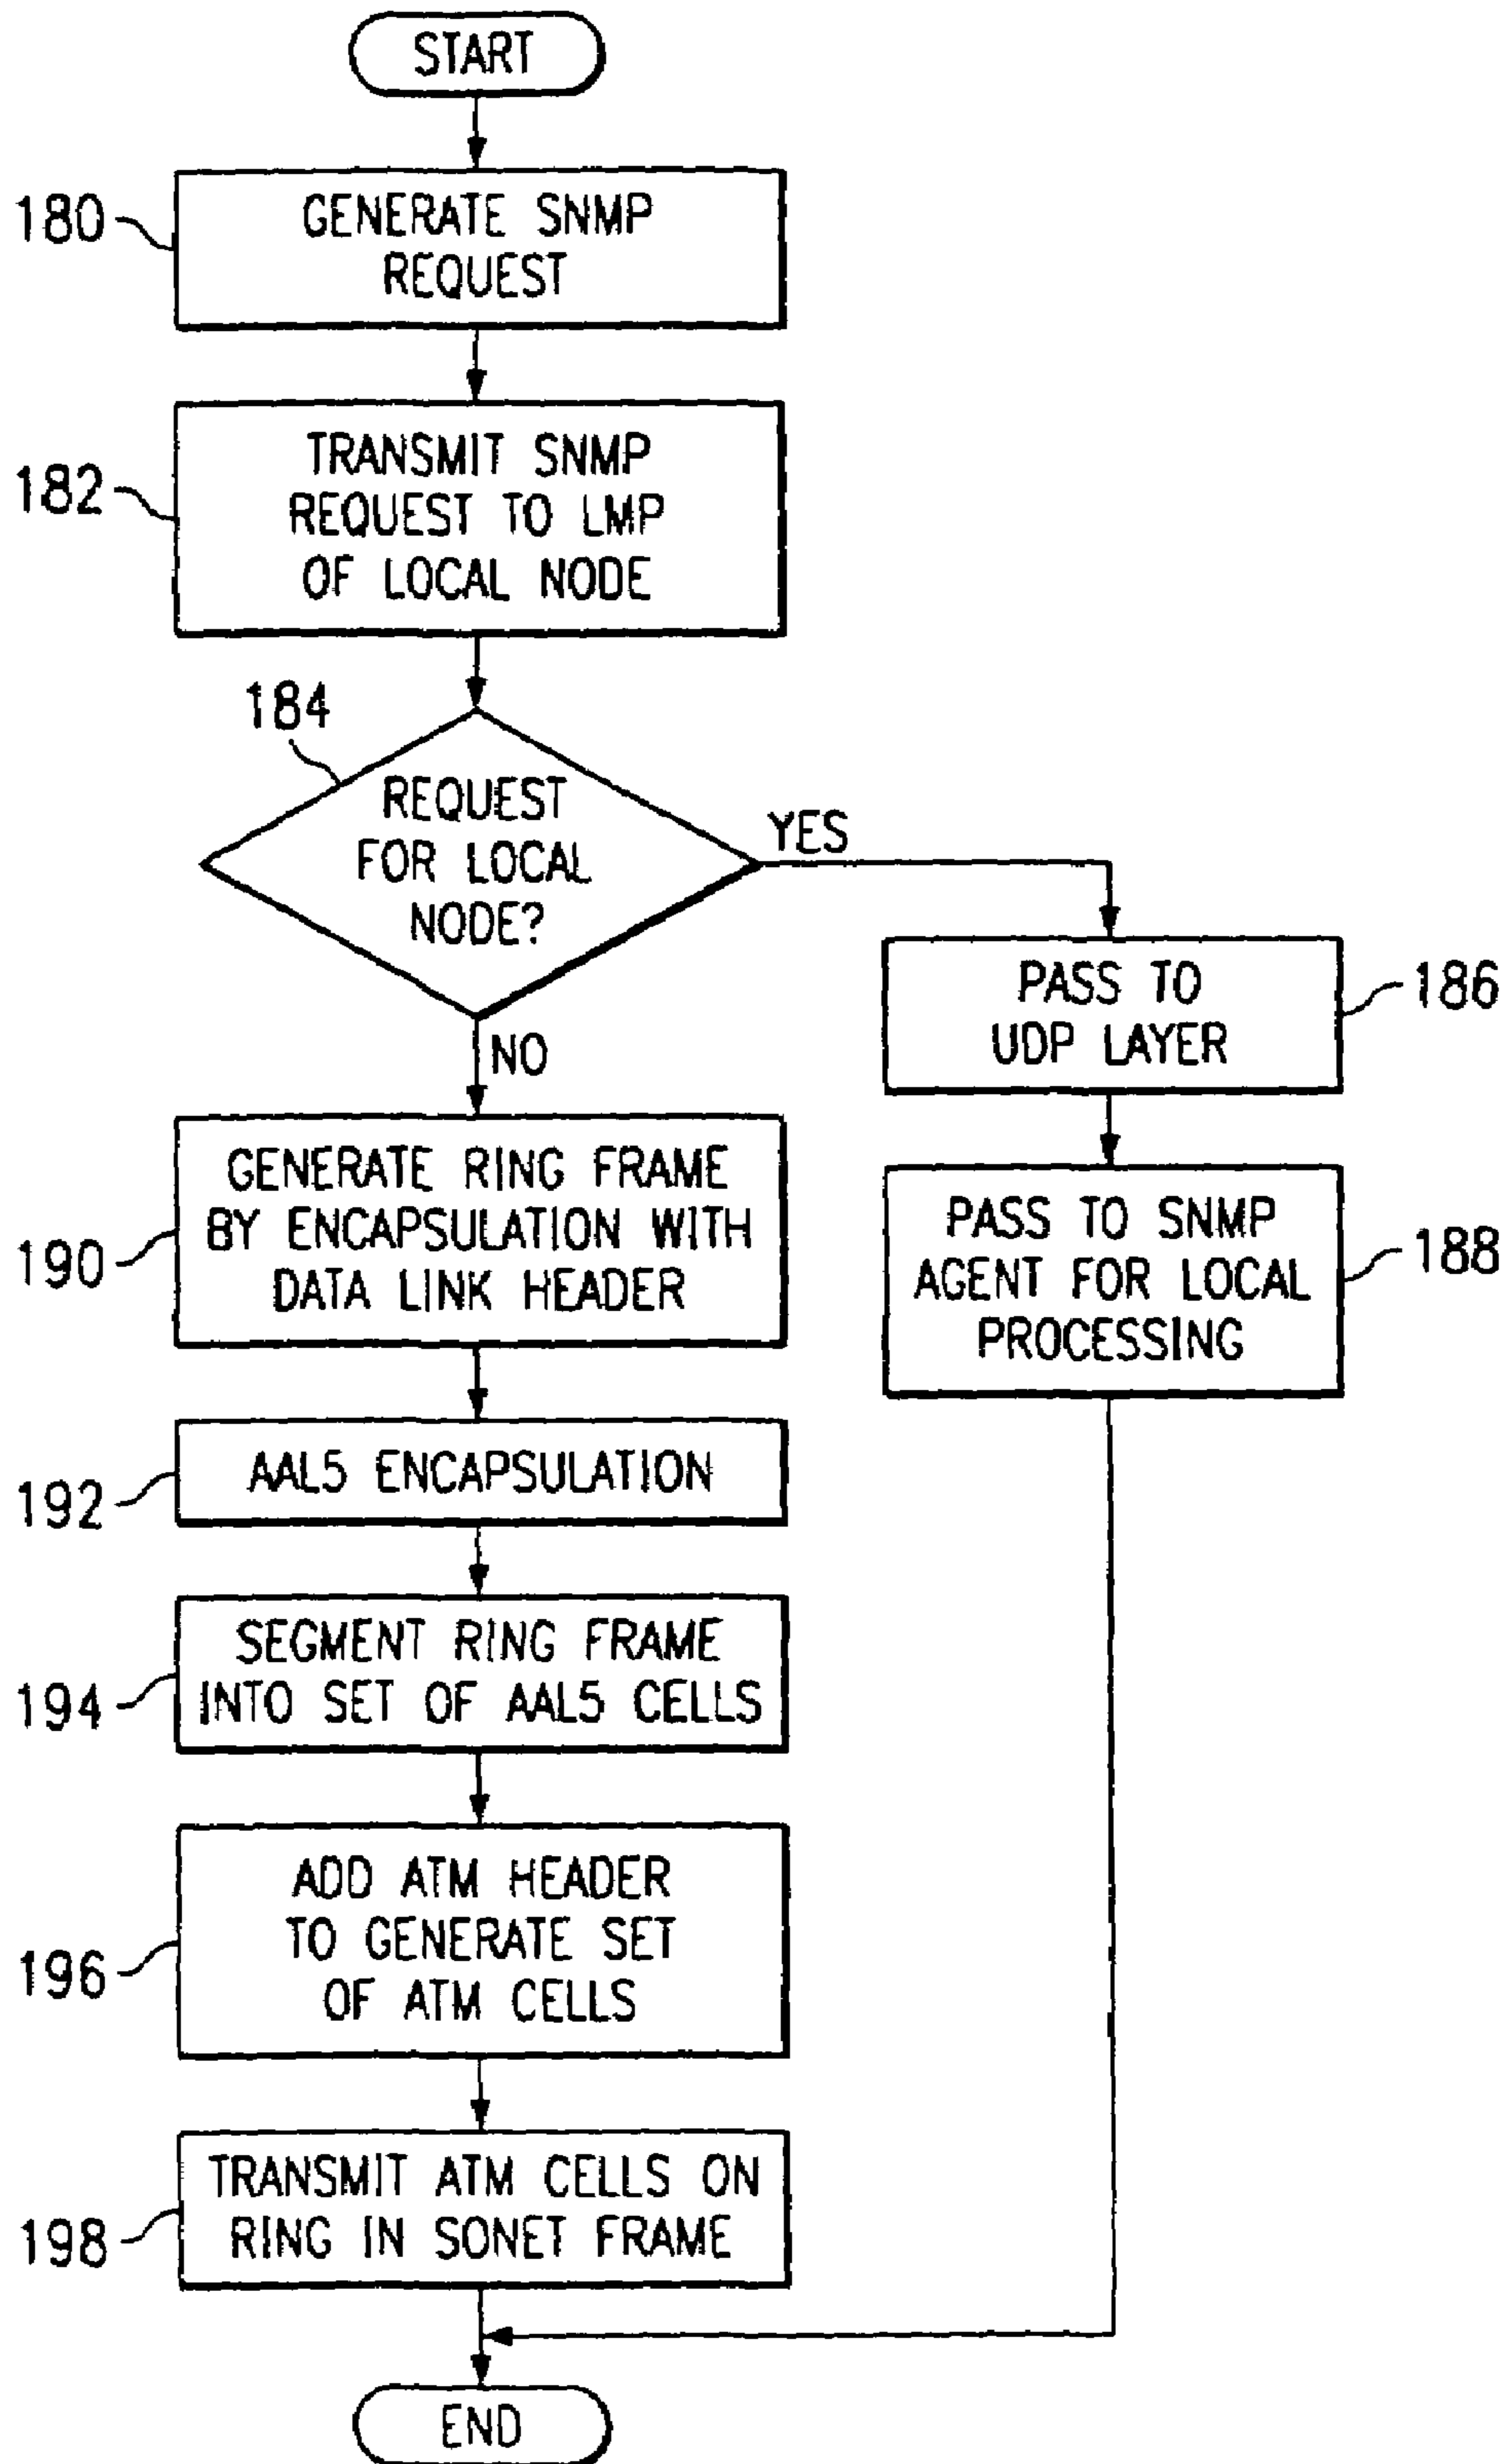 START
180
GENERATE SNMP
REQUEST
182
TRANSMIT SNMP
REQUEST TO LMP
OF LOCAL NODE
184
REQUEST
FOR LOCAL
NODE?
YES
NO
PASS TO
UDP LAYER
186
PASS TO SNMP
AGENT FOR LOCAL
PROCESSING
188
190
GENERATE RING FRAME
BY ENCAPSULATION WITH
DATA LINK HEADER
192
AAL5 ENCAPSULATION
194
SEGMENT RING FRAME
INTO SET OF AAL5 CELLS
196
ADD ATM HEADER
TO GENERATE SET
OF ATM CELLS
198
TRANSMIT ATM CELLS ON
RING IN SONET FRAME
END